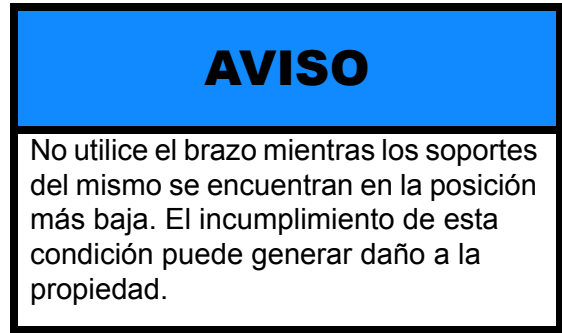 AVISO
No utilice el brazo mientras los soportes
del mismo se encuentran en la posición
más baja. El incumplimiento de esta
condición puede generar daño a la
propiedad.